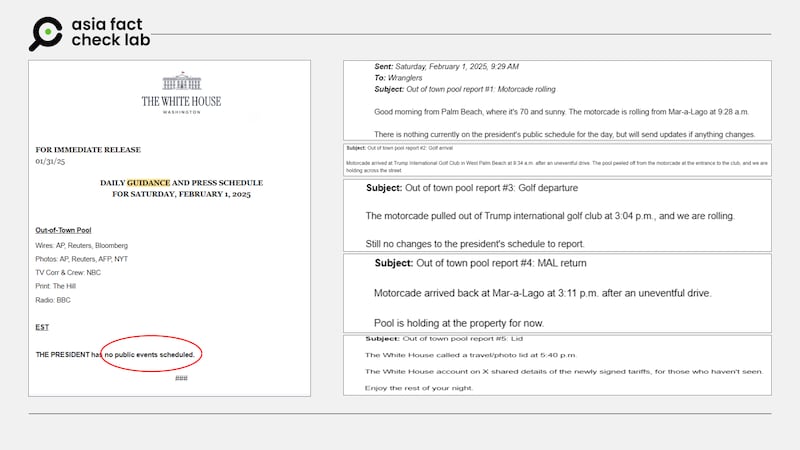 asia fact
check lab
THE WHITE HOUSE
WASHINGTON
FOR IMMEDIATE RELEASE
01/31/25
DAILY GUIDANCE AND PRESS SCHEDULE
FOR SATURDAY, FEBRUARY 1, 2025
Out-of-Town Pool
Wires: AP, Reuters, Bloomberg
Photos: AP, Reuters, AFP, NYT
TV Corr & Crew: NBC
Print: The Hill
Radio: BBC
EST
THE PRESIDENT has no public events scheduled.
###
Sent: Saturday, February 1, 2025, 9:29 AM
To: Wranglers
Subject: Out of town pool report #1: Motorcade rolling
Good morning from Palm Beach, where it's 70 and sunny. The motorcade is rolling from Mar-a-Lago at 9:28 a.m.
There is nothing currently on the president's public schedule for the day, but will send updates if anything changes.
Subject: Out of town pool report #2: Golf arrival
Motorcade arrived at Trump International Golf Club in West Palm Beach at 9:34 a.m. after an uneventful drive. The pool peeled off from the motorcade at the entrance to the club, and we are
holding across the street
Subject: Out of town pool report #3: Golf departure
The motorcade pulled out of Trump international golf club at 3:04 p.m., and we are rolling.
Still no changes to the president's schedule to report.
Subject: Out of town pool report #4: MAL return
Motorcade arrived back at Mar-a-Lago at 3:11 p.m. after an uneventful drive.
Pool is holding at the property for now.
Subject: Out of town pool report #5: Lid
The White House called a travel/photo lid at 5:40 p.m.
The White House account on X shared details of the newly signed tariffs, for those who haven't seen.
Enjoy the rest of your night.